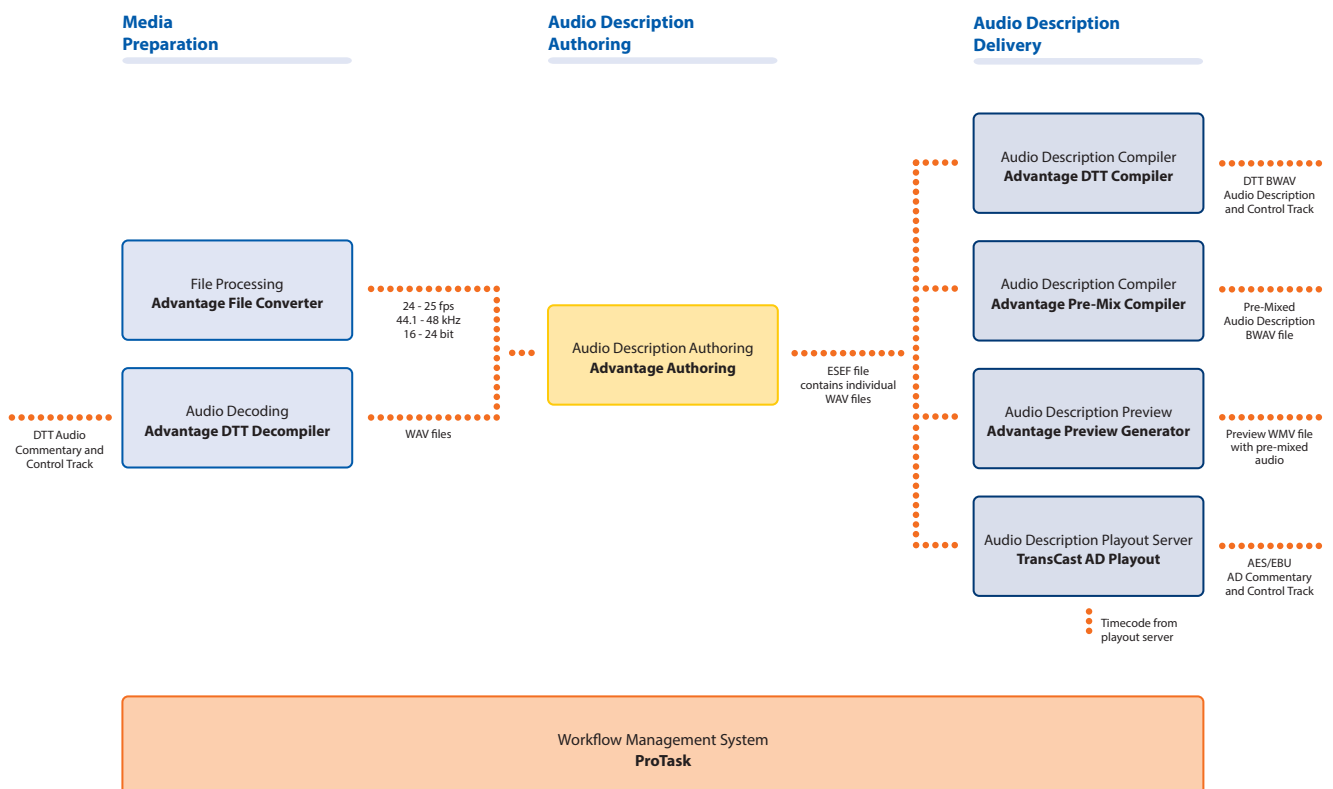 Media
Preparation
Audio Description
Authoring
Audio Description
Delivery
File Processing
Advantage File Converter
24 - 25 fps
44.1 - 48 kHz
16 - 24 bit
DTT Audio
Commentary and
Control Track
Audio Decoding
Advantage DTT Decompiler
WAV files
Audio Description Authoring
Advantage Authoring
ESEF file
contains individual
WAV files
Audio Description Compiler
Advantage DTT Compiler
DTT BWAV
Audio Description
and Control Track
Audio Description Compiler
Advantage Pre-Mix Compiler
Pre-Mixed
Audio Description
BWAV file
Audio Description Preview
Advantage Preview Generator
Preview WMV file
with pre-mixed
audio
Audio Description Playout Server
TransCast AD Playout
AES/EBU
AD Commentary
and Control Track
Timecode from
playout server
Workflow Management System
ProTask